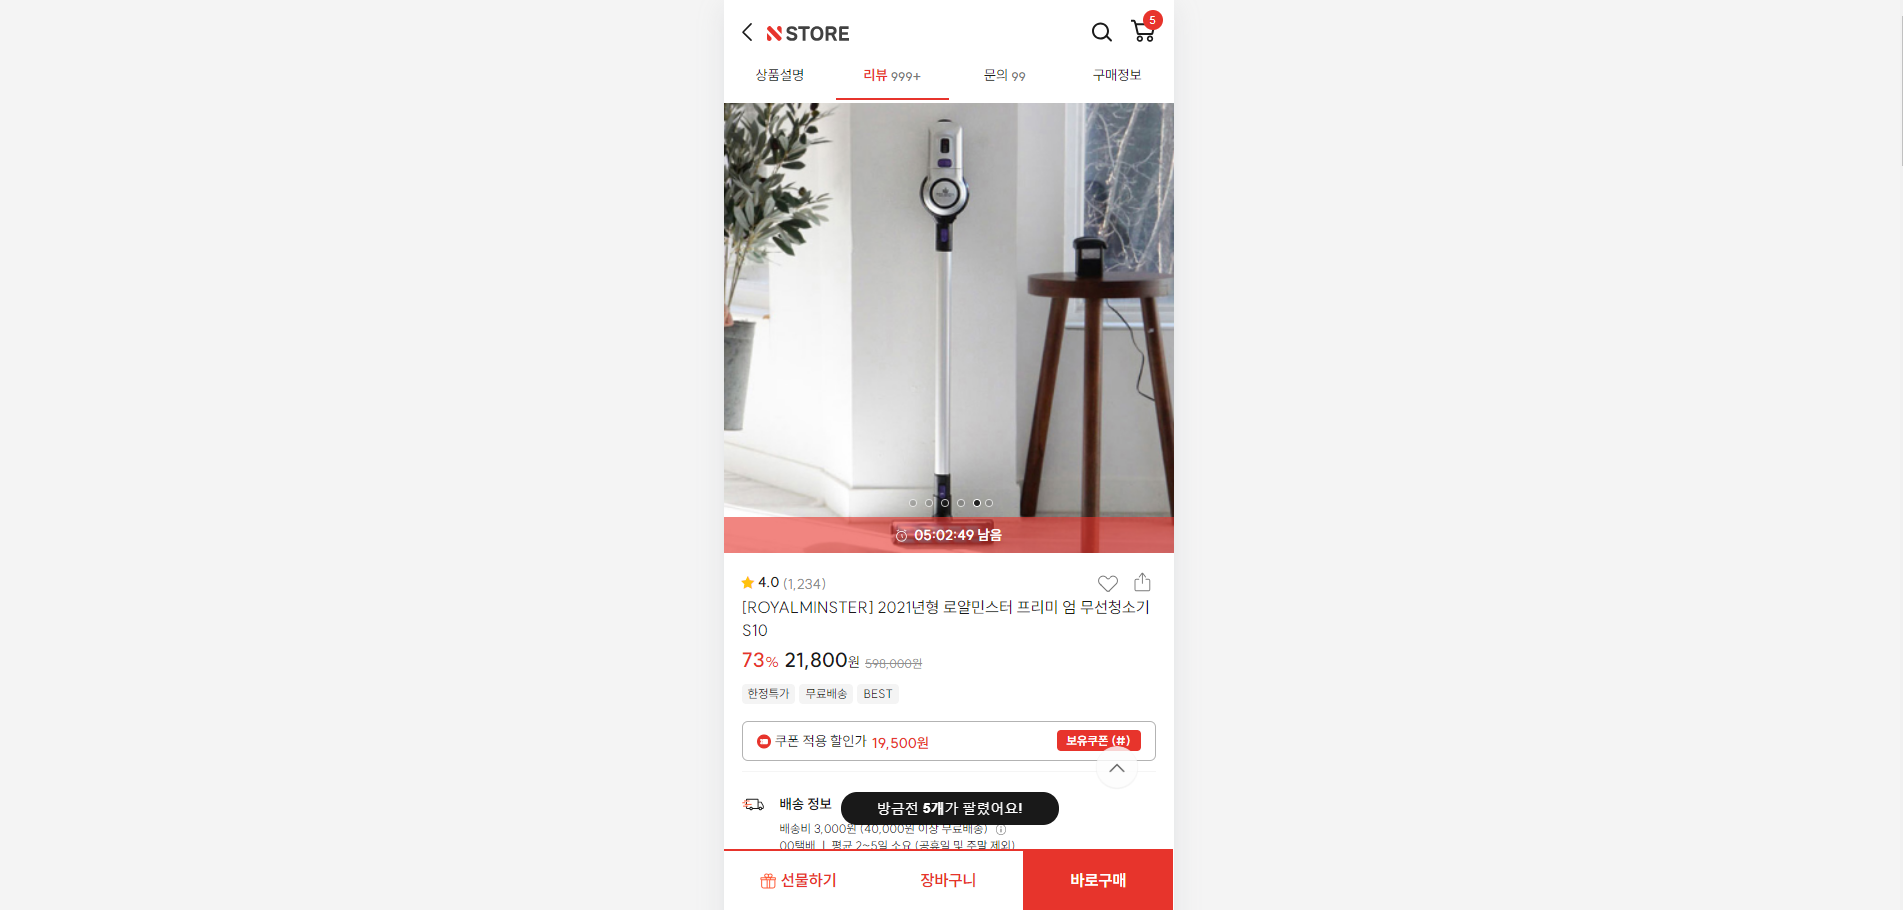 STORE
5
상품설명 리뷰 999+ 문의 99 구매정보
05:02:49 남음
4.0 (1,234)
[ROYALMINSTER] 2021년형 로얄민스터 프리미 엄 무선청소기
S10
73% 21,800원 598,000원
한정특가 무료배송 BEST
쿠폰 적용 할인가 19,500원 보유쿠폰 (#)
배송 정보
방금전 5개가 팔렸어요!
배송비 3,000원 (40,000원 이상 무료배송)
00택배 | 평균 2~5일 소요 (공휴일 및 주말 제외)
선물하기 장바구니 바로구매